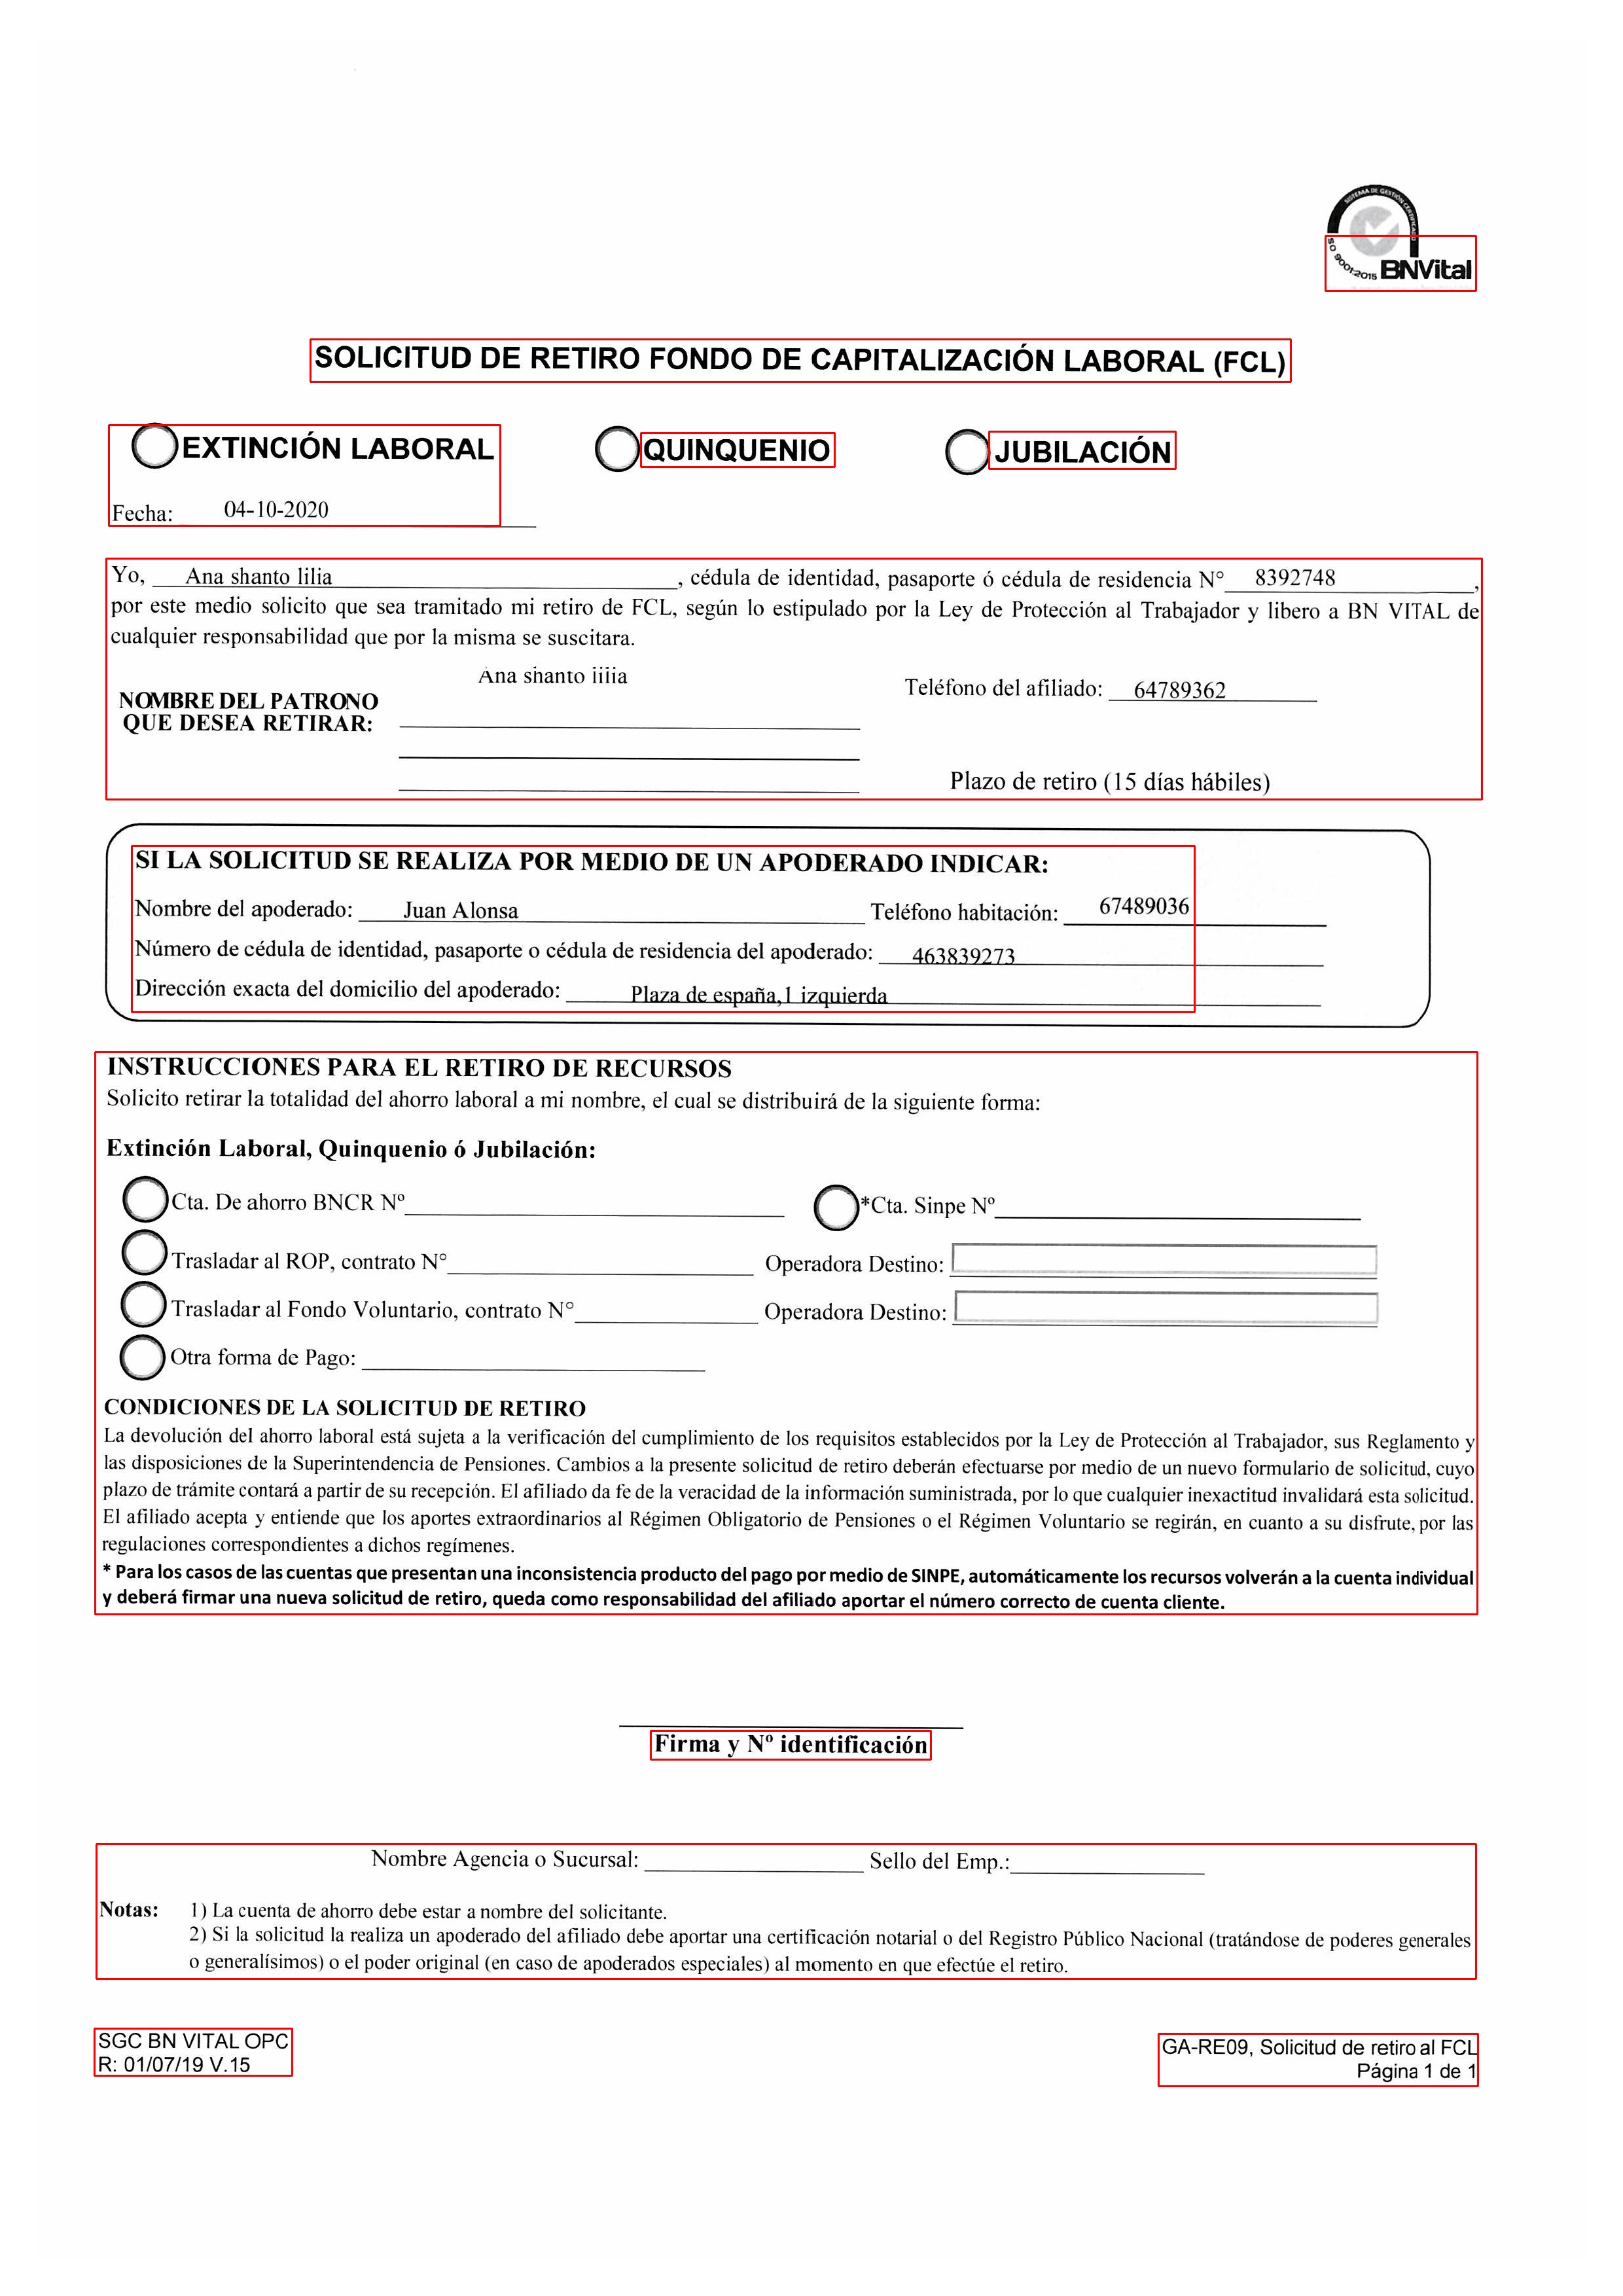 SISTEMA DE GESTIÓN CERTIFICADO
ISO 9001:2015 BNVital
SOLICITUD DE RETIRO FONDO DE CAPITALIZACIÓN LABORAL (FCL)
EXTINCIÓN LABORAL QUINQUENIO JUBILACIÓN
Fecha: 04-10-2020
Yo, Ana shanto lilia, cédula de identidad, pasaporte ó cédula de residencia N° 8392748,
por este medio solicito que sea tramitado mi retiro de FCL, según lo estipulado por la Ley de Protección al Trabajador y libero a BN VITAL de
cualquier responsabilidad que por la misma se suscitara.
Ana shanto lilia
Teléfono del afiliado: 64789362
NOMBRE DEL PATRONO
QUE DESEA RETIRAR:
Plazo de retiro (15 días hábiles)
SI LA SOLICITUD SE REALIZA POR MEDIO DE UN APODERADO INDICAR:
Nombre del apoderado: Juan Alonsa Teléfono habitación: 67489036
Número de cédula de identidad, pasaporte o cédula de residencia del apoderado: 463839273
Dirección exacta del domicilio del apoderado: Plaza de españa,1 izquierda
INSTRUCCIONES PARA EL RETIRO DE RECURSOS
Solicito retirar la totalidad del ahorro laboral a mi nombre, el cual se distribuirá de la siguiente forma:
Extinción Laboral, Quinquenio ó Jubilación:
Cta. De ahorro BNCR Nº *Cta. Sinpe Nº
Trasladar al ROP, contrato N° Operadora Destino:
Trasladar al Fondo Voluntario, contrato N° Operadora Destino:
Otra forma de Pago:
CONDICIONES DE LA SOLICITUD DE RETIRO
La devolución del ahorro laboral está sujeta a la verificación del cumplimiento de los requisitos establecidos por la Ley de Protección al Trabajador, sus Reglamento y
las disposiciones de la Superintendencia de Pensiones. Cambios a la presente solicitud de retiro deberán efectuarse por medio de un nuevo formulario de solicitud, cuyo
plazo de trámite contará a partir de su recepción. El afiliado da fe de la veracidad de la información suministrada, por lo que cualquier inexactitud invalidará esta solicitud.
El afiliado acepta y entiende que los aportes extraordinarios al Régimen Obligatorio de Pensiones o el Régimen Voluntario se regirán, en cuanto a su disfrute, por las
regulaciones correspondientes a dichos regímenes.
* Para los casos de las cuentas que presentan una inconsistencia producto del pago por medio de SINPE, automáticamente los recursos volverán a la cuenta individual
y deberá firmar una nueva solicitud de retiro, queda como responsabilidad del afiliado aportar el número correcto de cuenta cliente.
Firma y Nº identificación
Nombre Agencia o Sucursal: Sello del Emp.:
Notas: 1) La cuenta de ahorro debe estar a nombre del solicitante.
2) Si la solicitud la realiza un apoderado del afiliado debe aportar una certificación notarial o del Registro Público Nacional (tratándose de poderes generales
o generalísimos) o el poder original (en caso de apoderados especiales) al momento en que efectúe el retiro.
SGC BN VITAL OPC
R: 01/07/19 V.15
GA-RE09, Solicitud de retiro al FCL
Página 1 de 1